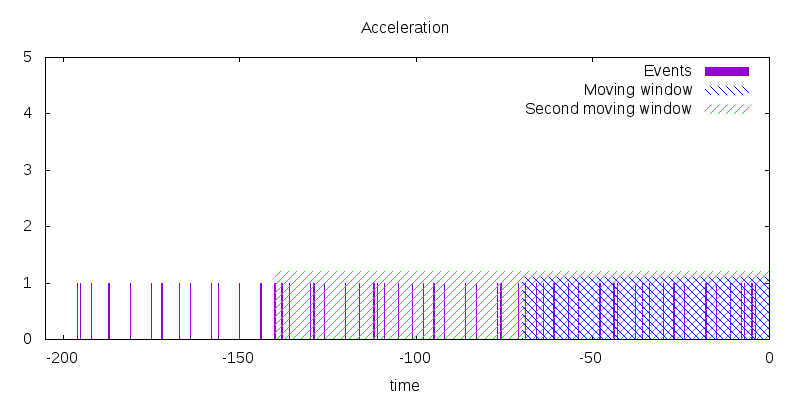 Acceleration
5
4
3
2
1
0
Events
Moving window
Second moving window
-200 -150 -100 -50 0
time